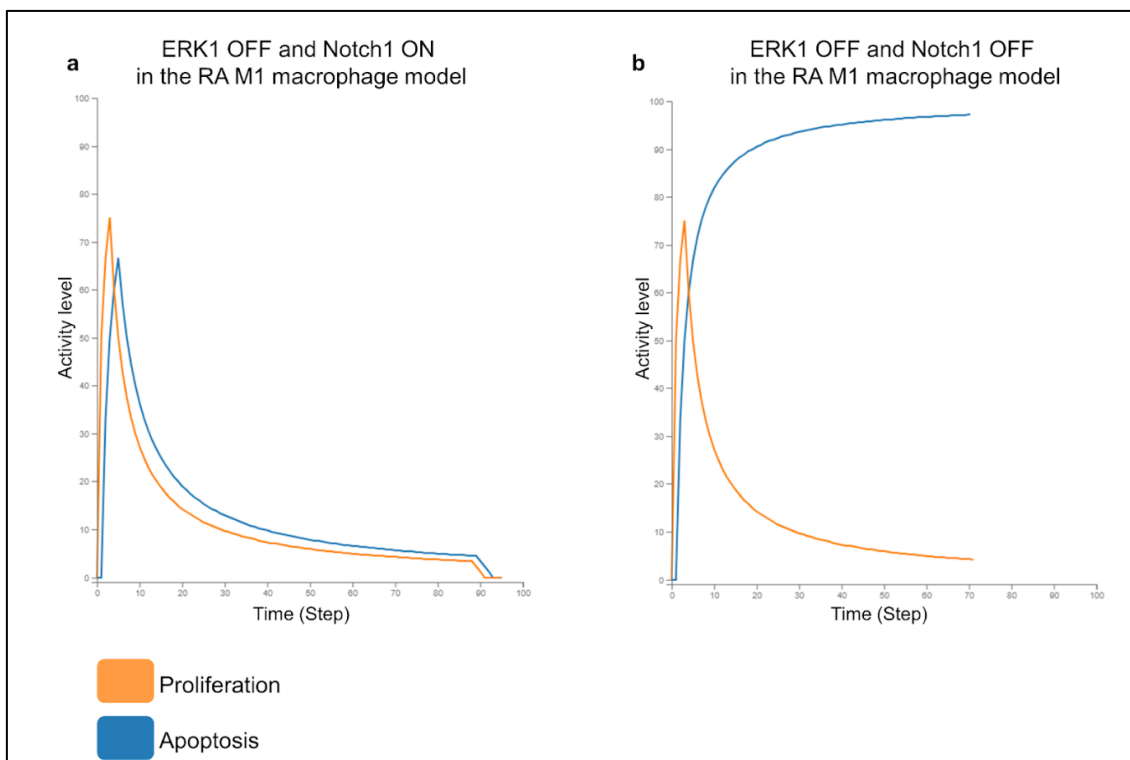 a
ERK1 OFF and Notch1 ON
in the RA M1 macrophage model
100
90
80
70
60
50
40
30
20
10
0
Activity level
0 10 20 30 40 50 60 70 80 90 100
Time (Step)
b
ERK1 OFF and Notch1 OFF
in the RA M1 macrophage model
100
90
80
70
60
50
40
30
20
10
0
Activity level
0 10 20 30 40 50 60 70 80 90 100
Time (Step)
Proliferation
Apoptosis